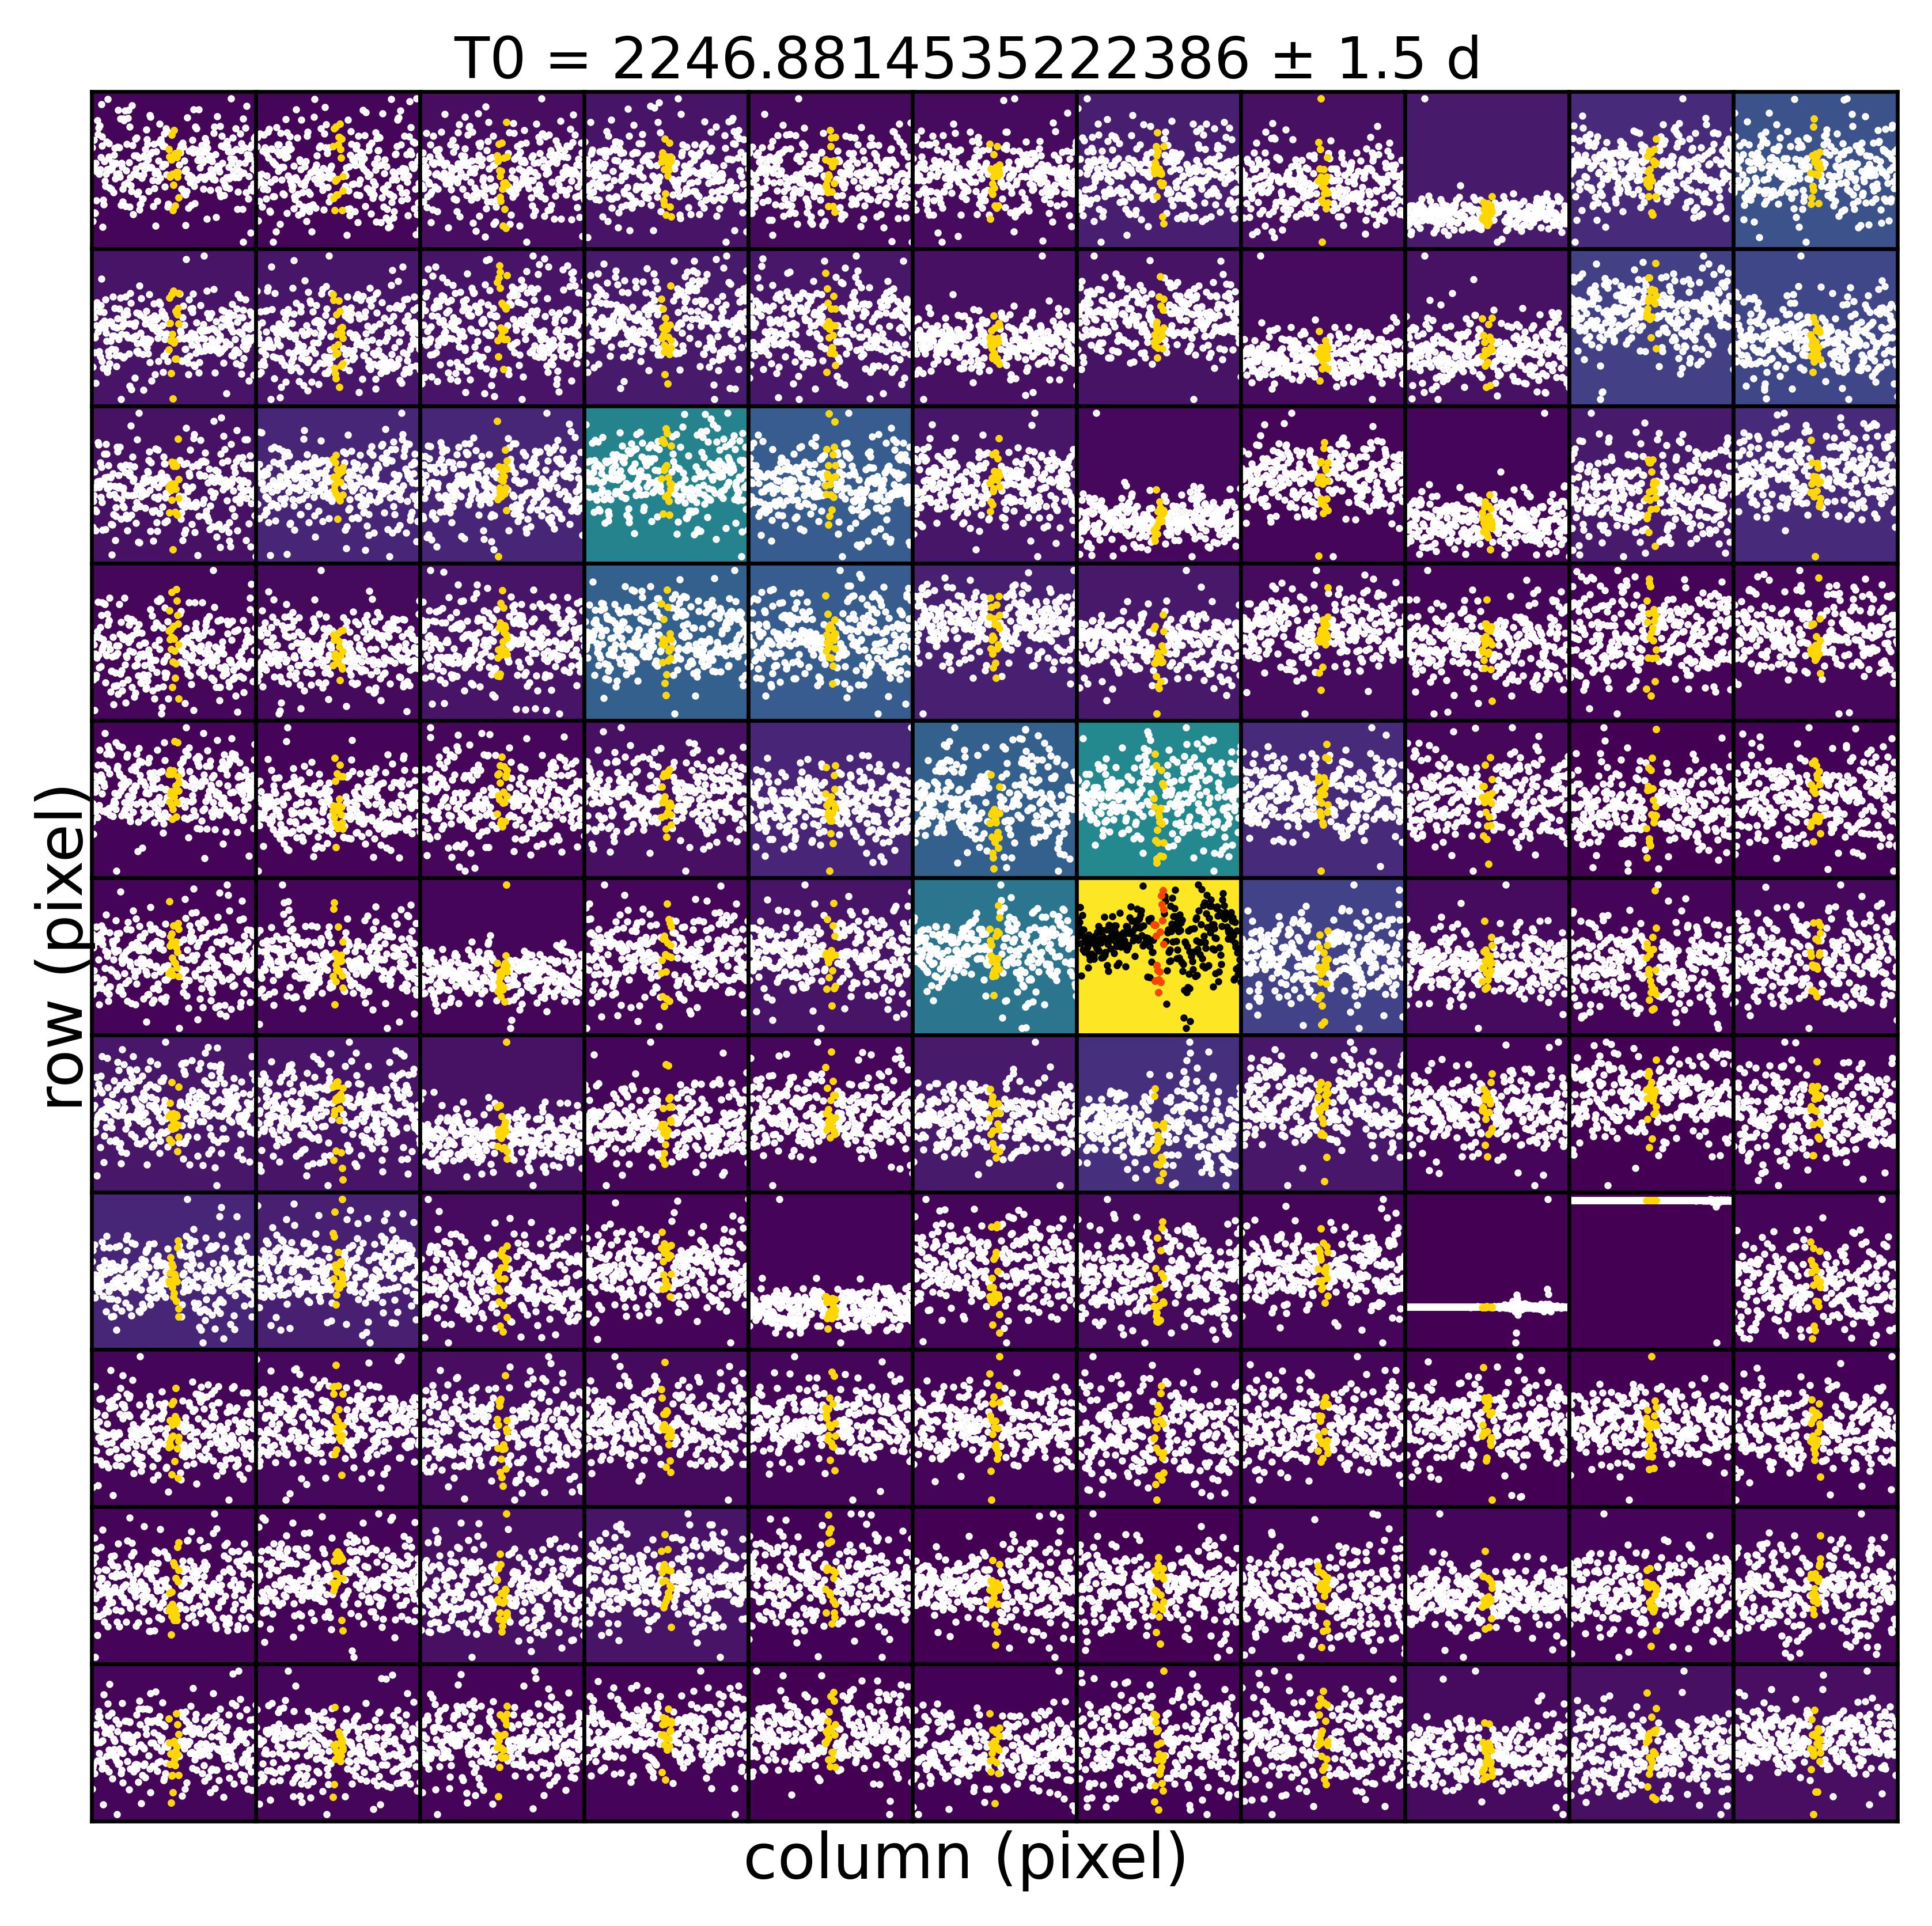 T0 = 2246.8814535222386 ± 1.5 d
row (pixel)
column (pixel)